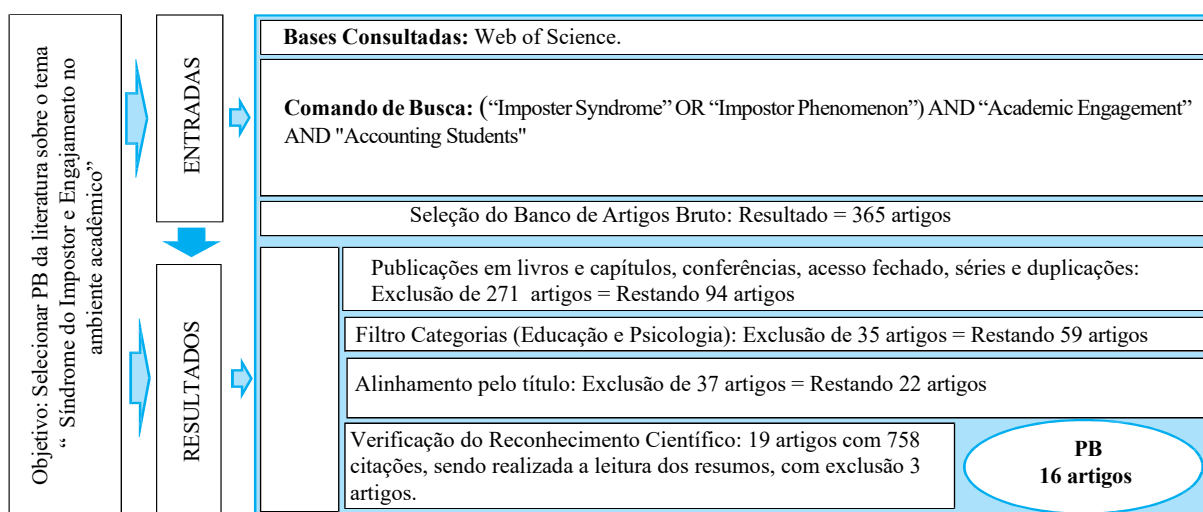 Objetivo: Selecionar PB da literatura sobre o tema
“ Síndrome do Impostor e Engajamento no
ambiente acadêmico”
ENTRADAS
Bases Consultadas: Web of Science.
Comando de Busca: (“Imposter Syndrome” OR “Impostor Phenomenon”) AND “Academic Engagement”
AND "Accounting Students"
Seleção do Banco de Artigos Bruto: Resultado = 365 artigos
RESULTADOS
Publicações em livros e capítulos, conferências, acesso fechado, séries e duplicações:
Exclusão de 271 artigos = Restando 94 artigos
Filtro Categorias (Educação e Psicologia): Exclusão de 35 artigos = Restando 59 artigos
Alinhamento pelo título: Exclusão de 37 artigos = Restando 22 artigos
Verificação do Reconhecimento Científico: 19 artigos com 758
citações, sendo realizada a leitura dos resumos, com exclusão 3
artigos.
PB
16 artigos